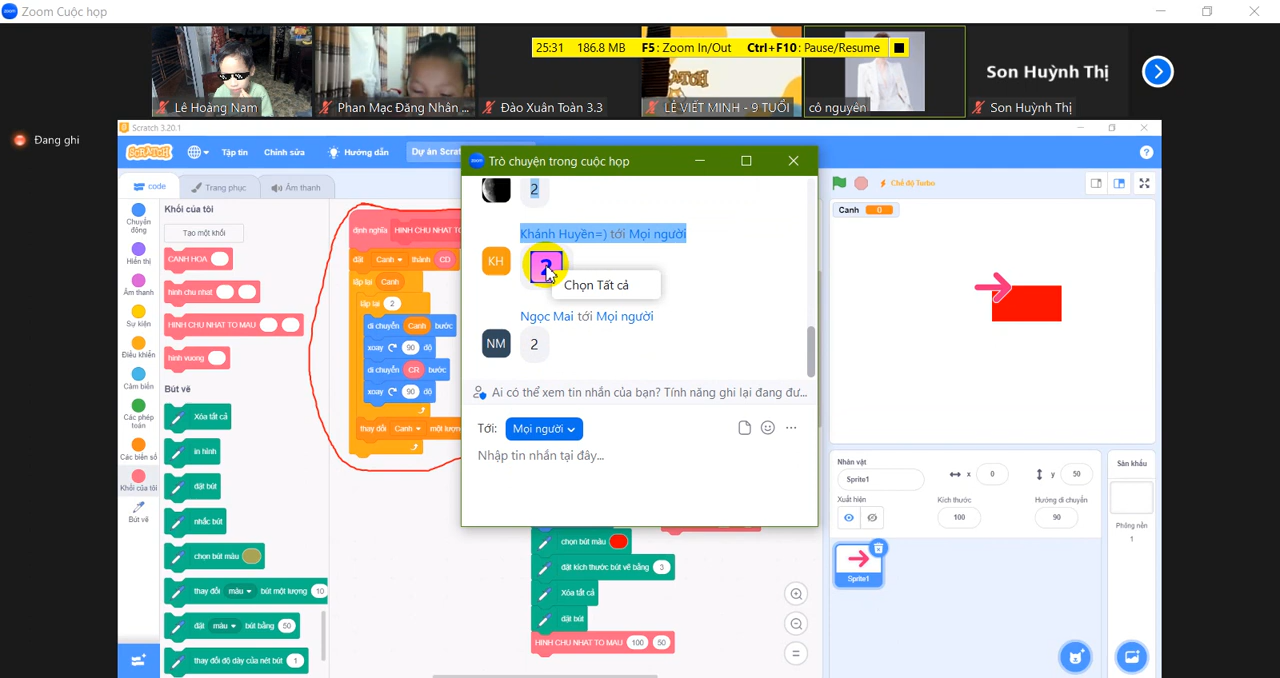 Zoom Cuộc họp
25:31 186.8 MB F5: Zoom In/Out Ctrl+F10: Pause/Resume
Lê Hoàng Nam
Phan Mạc Đăng Nhân ...
Đào Xuân Toàn 3.3
LÊ VIẾT MINH - 9 TUỔI
cô nguyên
Son Huỳnh Thị
Son Huỳnh Thị
Đang ghi
Scratch 3.20.1
SCRATCH
Tập tin
Chỉnh sửa
Hướng dẫn
Dự án Scrat
code
Trang phục
Âm thanh
Chuyển động
Hiển thị
Âm thanh
Sự kiện
Điều khiển
Cảm biến
Các phép toán
Các biến số
Khối của tôi
Bút vẽ
Khối của tôi
Tạo một khối
CANH HOA
hinh chu nhat
HINH CHU NHAT TO MAU
hinh vuong
Bút vẽ
Xóa tất cả
in hình
đặt bút
nhấc bút
chọn bút màu
thay đổi màu bút một lượng 10
đặt màu bút bằng 50
thay đổi độ dày của nét bút 1
định nghĩa HINH CHU NHAT TO
đặt Canh thành CD
lặp lại Canh
lặp lại 2
di chuyển Canh bước
xoay 90 độ
di chuyển CR bước
xoay 90 độ
thay đổi Canh một lượn
chọn bút màu
đặt kích thước bút vẽ bằng 3
Xóa tất cả
đặt bút
HINH CHU NHAT TO MAU 100 50
Trò chuyện trong cuộc họp
2
Khánh Huyền=) tới Mọi người
KH
2
Chọn Tất cả
Ngọc Mai tới Mọi người
NM
2
Ai có thể xem tin nhắn của bạn? Tính năng ghi lại đang đư...
Tới: Mọi người
Nhập tin nhắn tại đây...
Chế độ Turbo
Canh 0
Nhân vật
Sprite1
x 0
y 50
Xuất hiện
Kích thước
100
Hướng di chuyển
90
Sprite1
Sân khấu
Phông nền
1